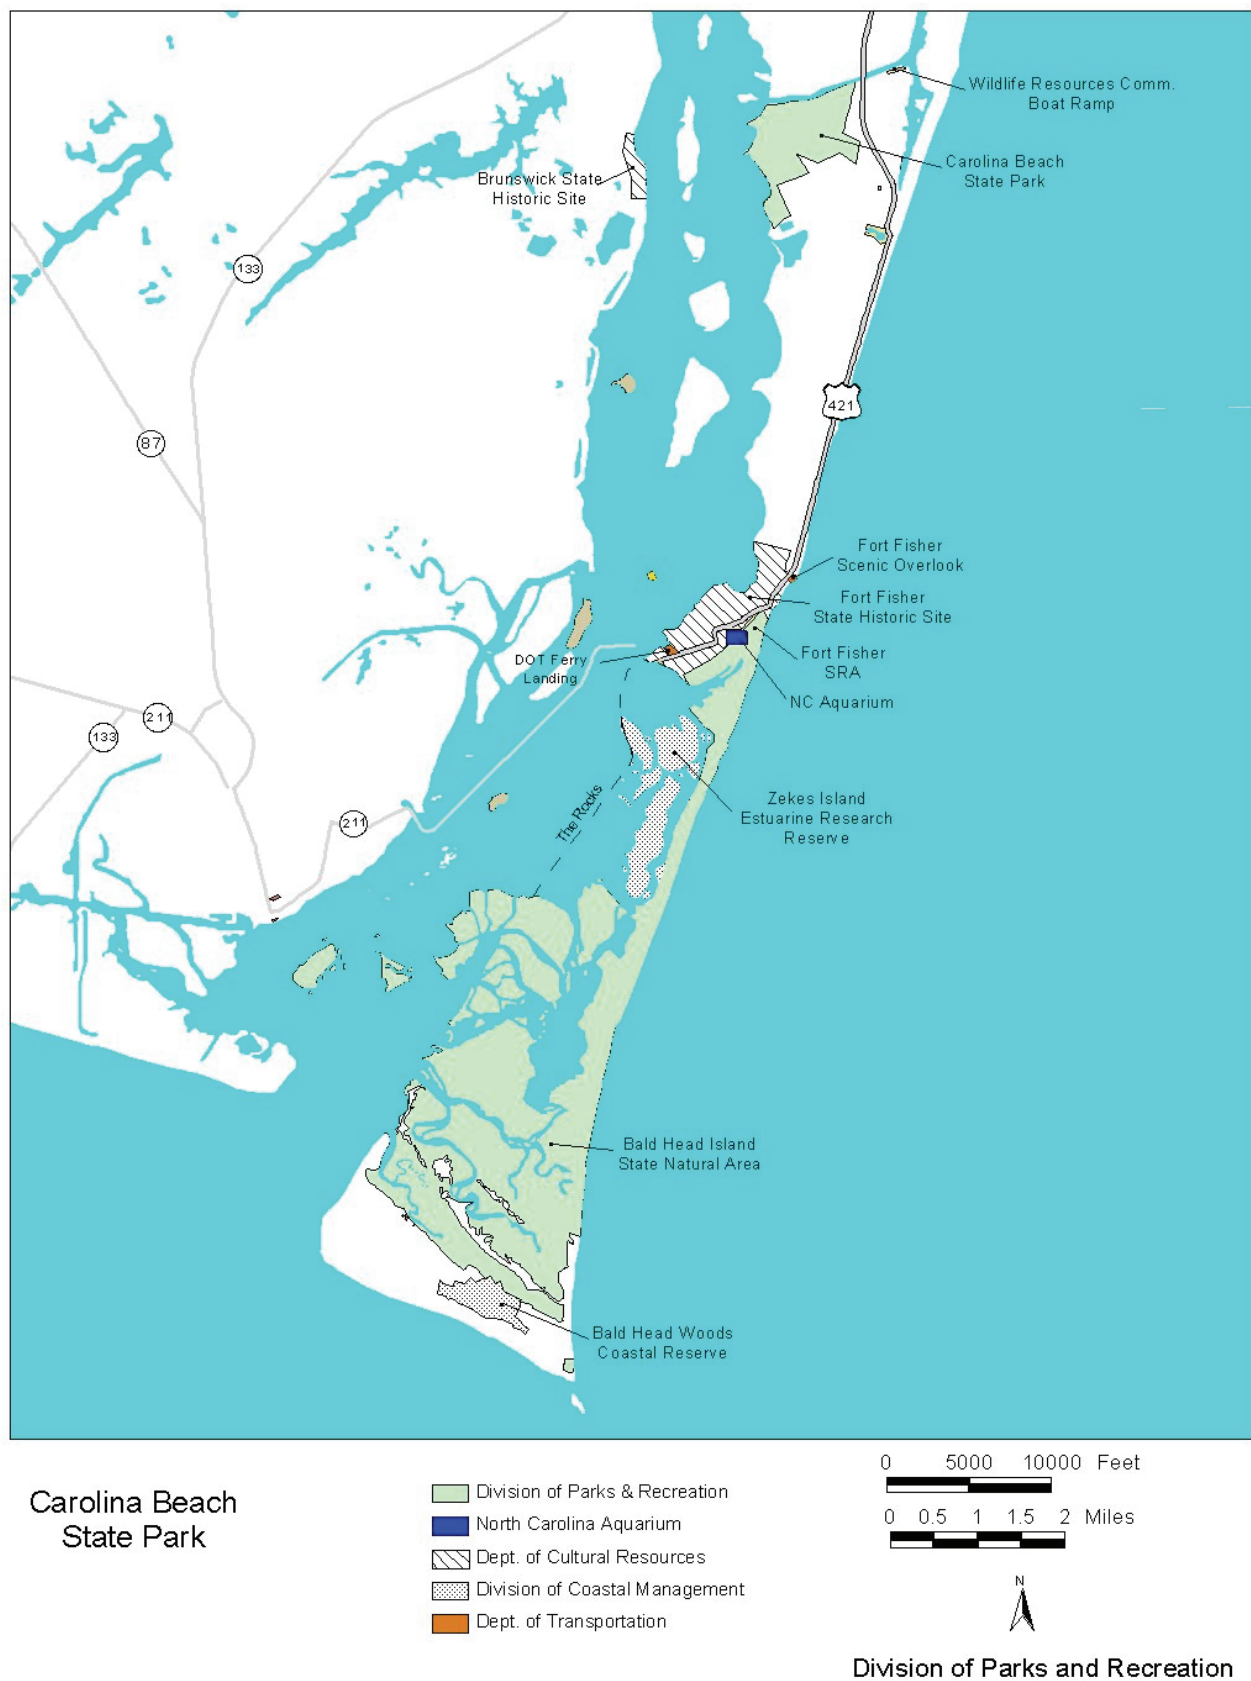 Wildlife Resources Comm.
Boat Ramp
Carolina Beach
State Park
Brunswick State
Historic Site
133
421
87
Fort Fisher
Scenic Overlook
Fort Fisher
State Historic Site
DOT Ferry
Landing
Fort Fisher
SRA
NC Aquarium
211
133
The Rocks
Zekes Island
Estuarine Research
Reserve
211
Bald Head Island
State Natural Area
Bald Head Woods
Coastal Reserve
Carolina Beach
State Park
Division of Parks & Recreation
North Carolina Aquarium
Dept. of Cultural Resources
Division of Coastal Management
Dept. of Transportation
0 5000 10000 Feet
0 0.5 1 1.5 2 Miles
N
Division of Parks and Recreation